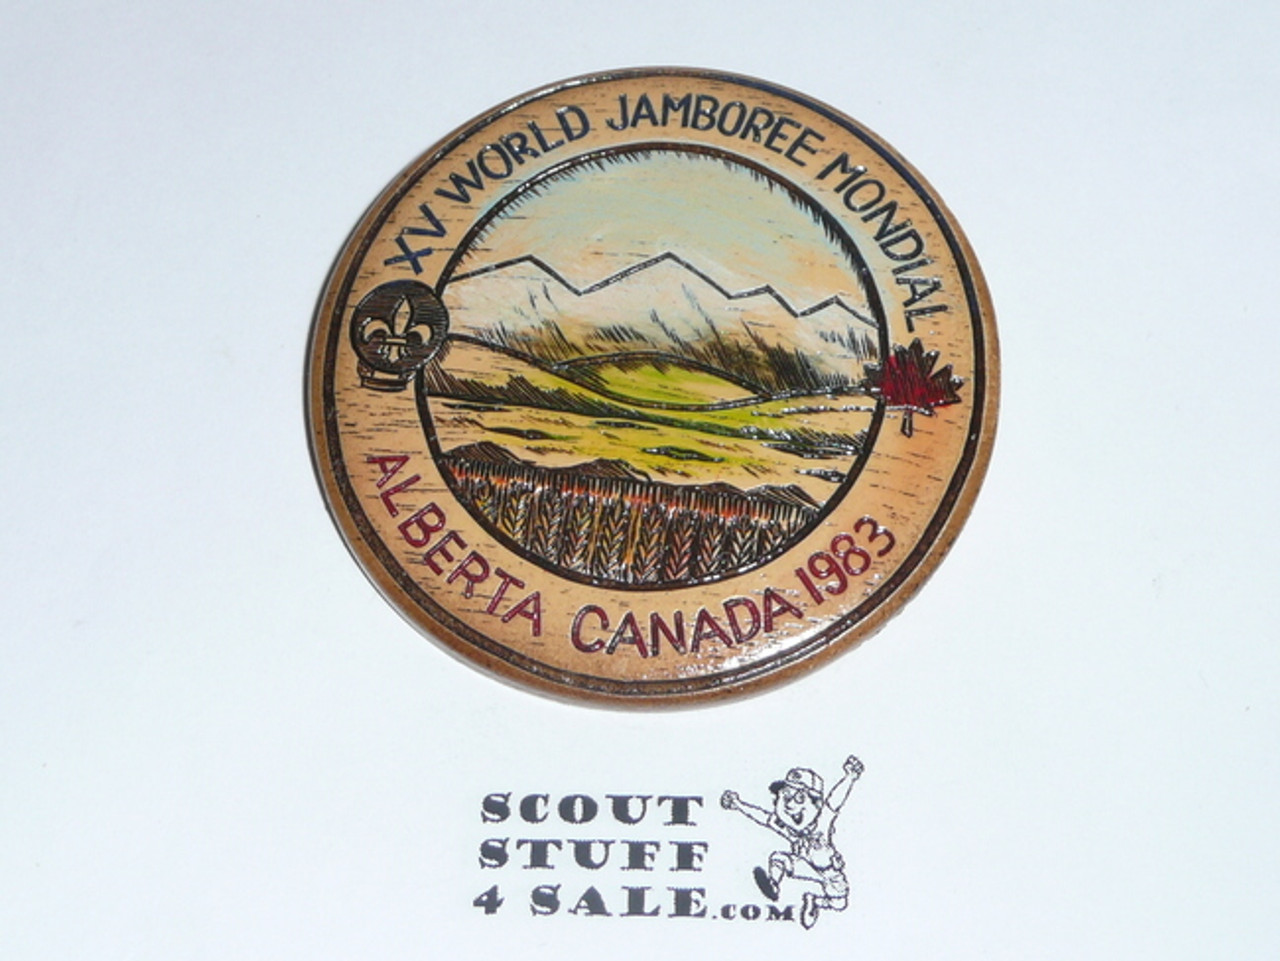 XV WORLD JAMBOREE MONDIAL
ALBERTA CANADA 1983
SCOUT
STUFF
4 SALE.COM